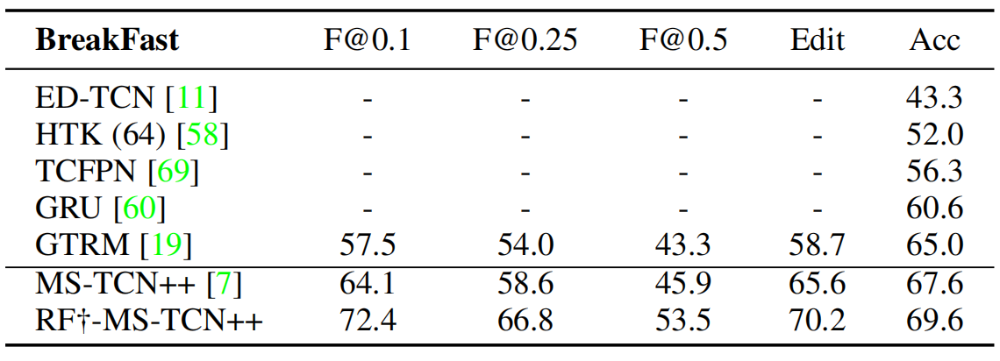 BreakFast F@0.1 F@0.25 F@0.5 Edit Acc
ED-TCN [11] - - - - 43.3
HTK (64) [58] - - - - 52.0
TCFPN [69] - - - - 56.3
GRU [60] - - - - 60.6
GTRM [19] 57.5 54.0 43.3 58.7 65.0
MS-TCN++ [7] 64.1 58.6 45.9 65.6 67.6
RF†-MS-TCN++ 72.4 66.8 53.5 70.2 69.6